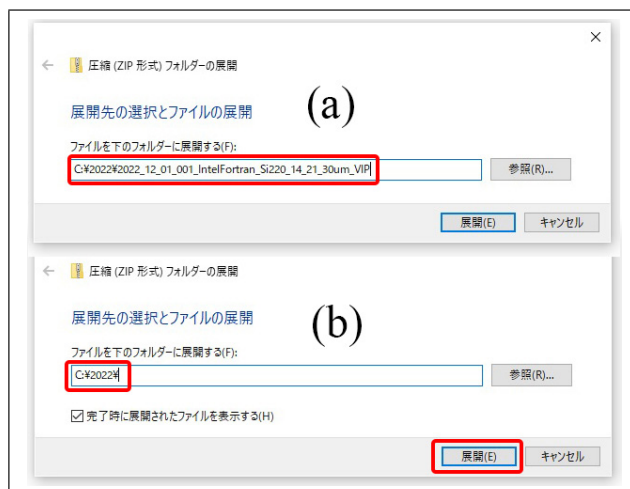 圧縮 (ZIP 形式) フォルダーの展開
展開先の選択とファイルの展開
(a)
ファイルを下のフォルダーに展開する(F):
C:¥2022¥2022_12_01_001_IntelFortran_Si220_14_21_30um_VIP
参照(R)...
展開(E)
キャンセル
圧縮 (ZIP 形式) フォルダーの展開
展開先の選択とファイルの展開
(b)
ファイルを下のフォルダーに展開する(F):
C:¥2022¥
参照(R)...
完了時に展開されたファイルを表示する(H)
展開(E)
キャンセル